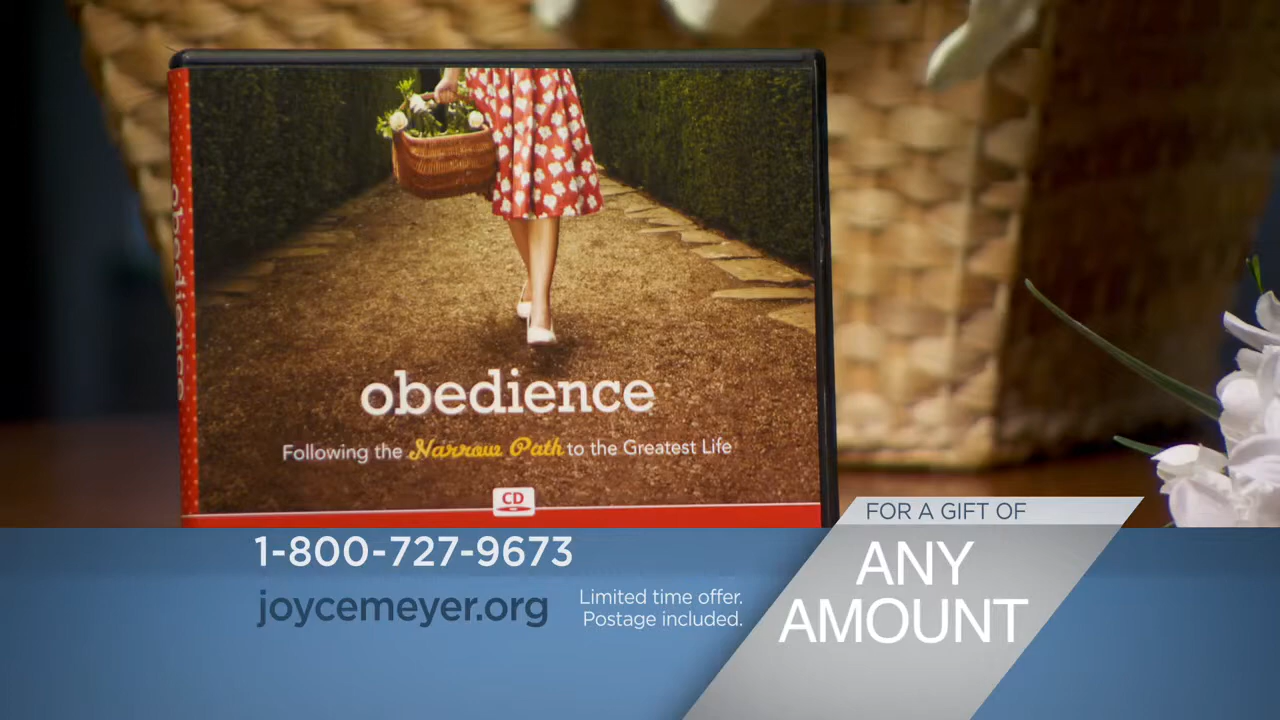 obedience
obedience
Following the Narrow Path to the Greatest Life
CD
FOR A GIFT OF
ANY
AMOUNT
1-800-727-9673
joycemeyer.org
Limited time offer.
Postage included.